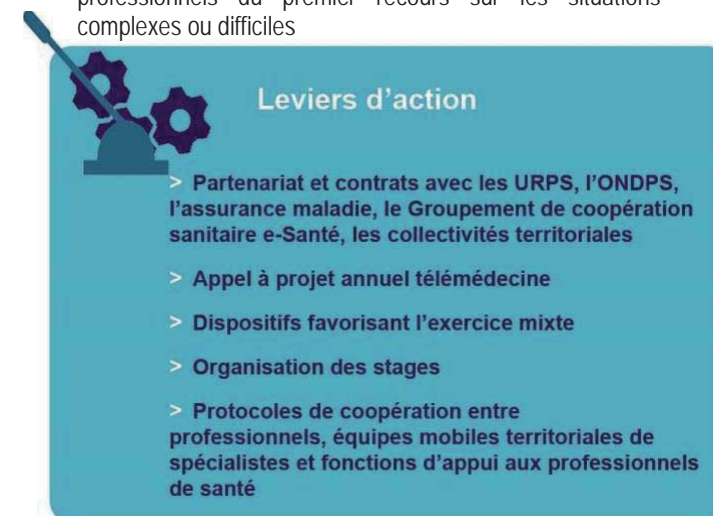 professionnels du premier recours sur les situations
complexes ou difficiles
Leviers d'action
> Partenariat et contrats avec les URPS, l'ONDPS,
l'assurance maladie, le Groupement de coopération
sanitaire e-Santé, les collectivités territoriales
> Appel à projet annuel télémédecine
> Dispositifs favorisant l'exercice mixte
> Organisation des stages
> Protocoles de coopération entre
professionnels, équipes mobiles territoriales de
spécialistes et fonctions d'appui aux professionnels
de santé